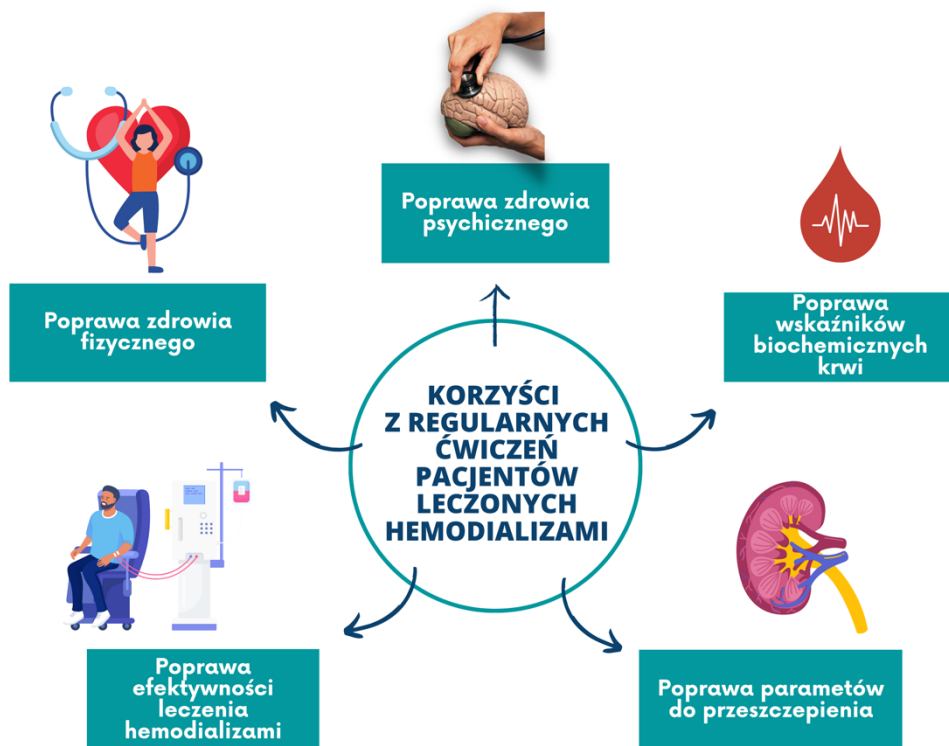 Poprawa zdrowia
psychicznego
Poprawa zdrowia
fizycznego
Poprawa
wskaźników
biochemicznych
krwi
KORZYŚCI
Z REGULARNYCH
ĆWICZEŃ
PACJENTÓW
LECZONYCH
HEMODIALIZAMI
Poprawa
efektywności
leczenia
hemodializami
Poprawa parametów
do przeszczepienia